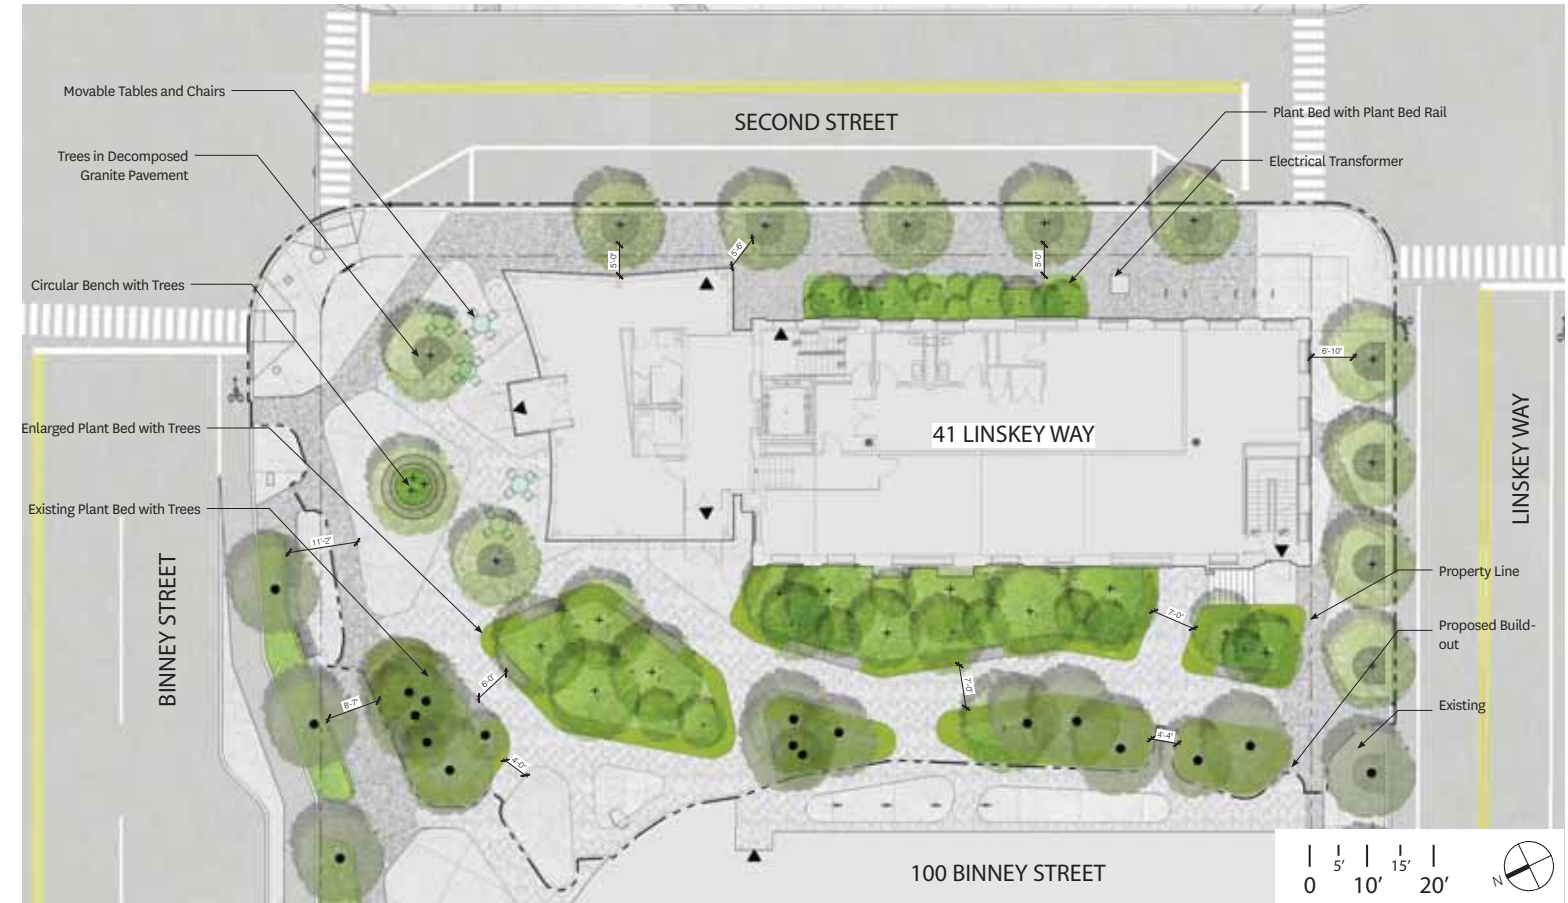 Movable Tables and Chairs
SECOND STREET
Plant Bed with Plant Bed Rail
Trees in Decomposed
Granite Pavement
Electrical Transformer
5'-0"
5'-6"
5'-0"
Circular Bench with Trees
6'-10"
Enlarged Plant Bed with Trees
41 LINSKEY WAY
LINSKEY WAY
Existing Plant Bed with Trees
11'-2"
BINNEY STREET
Property Line
7'-0"
Proposed Build-
out
6'-0"
7'-0"
8'-7"
Existing
4'-4"
4'-0"
100 BINNEY STREET
5' 15'
0 10' 20'
N